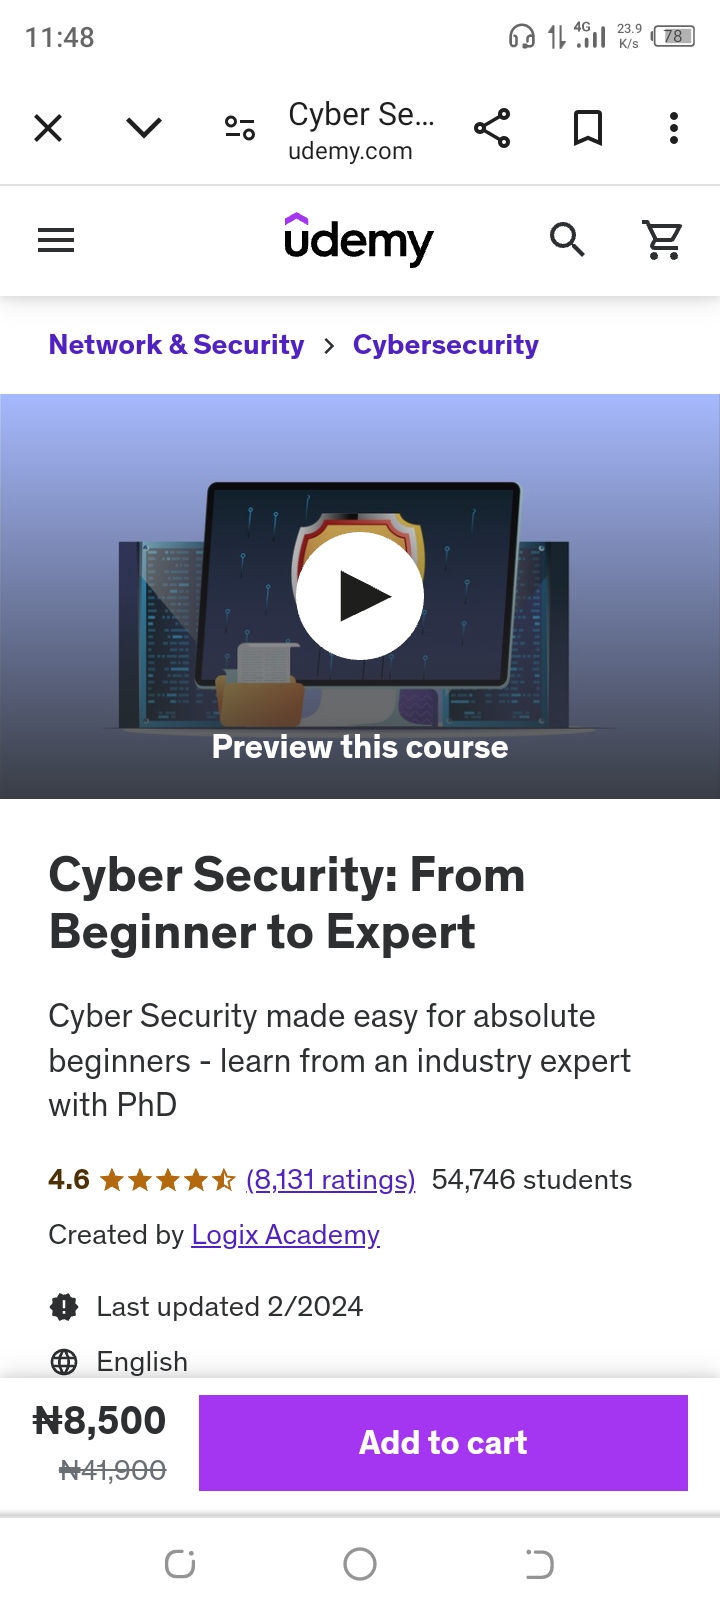 11:48
4G
23.9
K/s
78
Cyber Se...
udemy.com
udemy
Network & Security > Cybersecurity
Preview this course
Cyber Security: From
Beginner to Expert
Cyber Security made easy for absolute
beginners - learn from an industry expert
with PhD
4.6 (8,131 ratings) 54,746 students
Created by Logix Academy
Last updated 2/2024
English
₦8,500
₦41,900
Add to cart